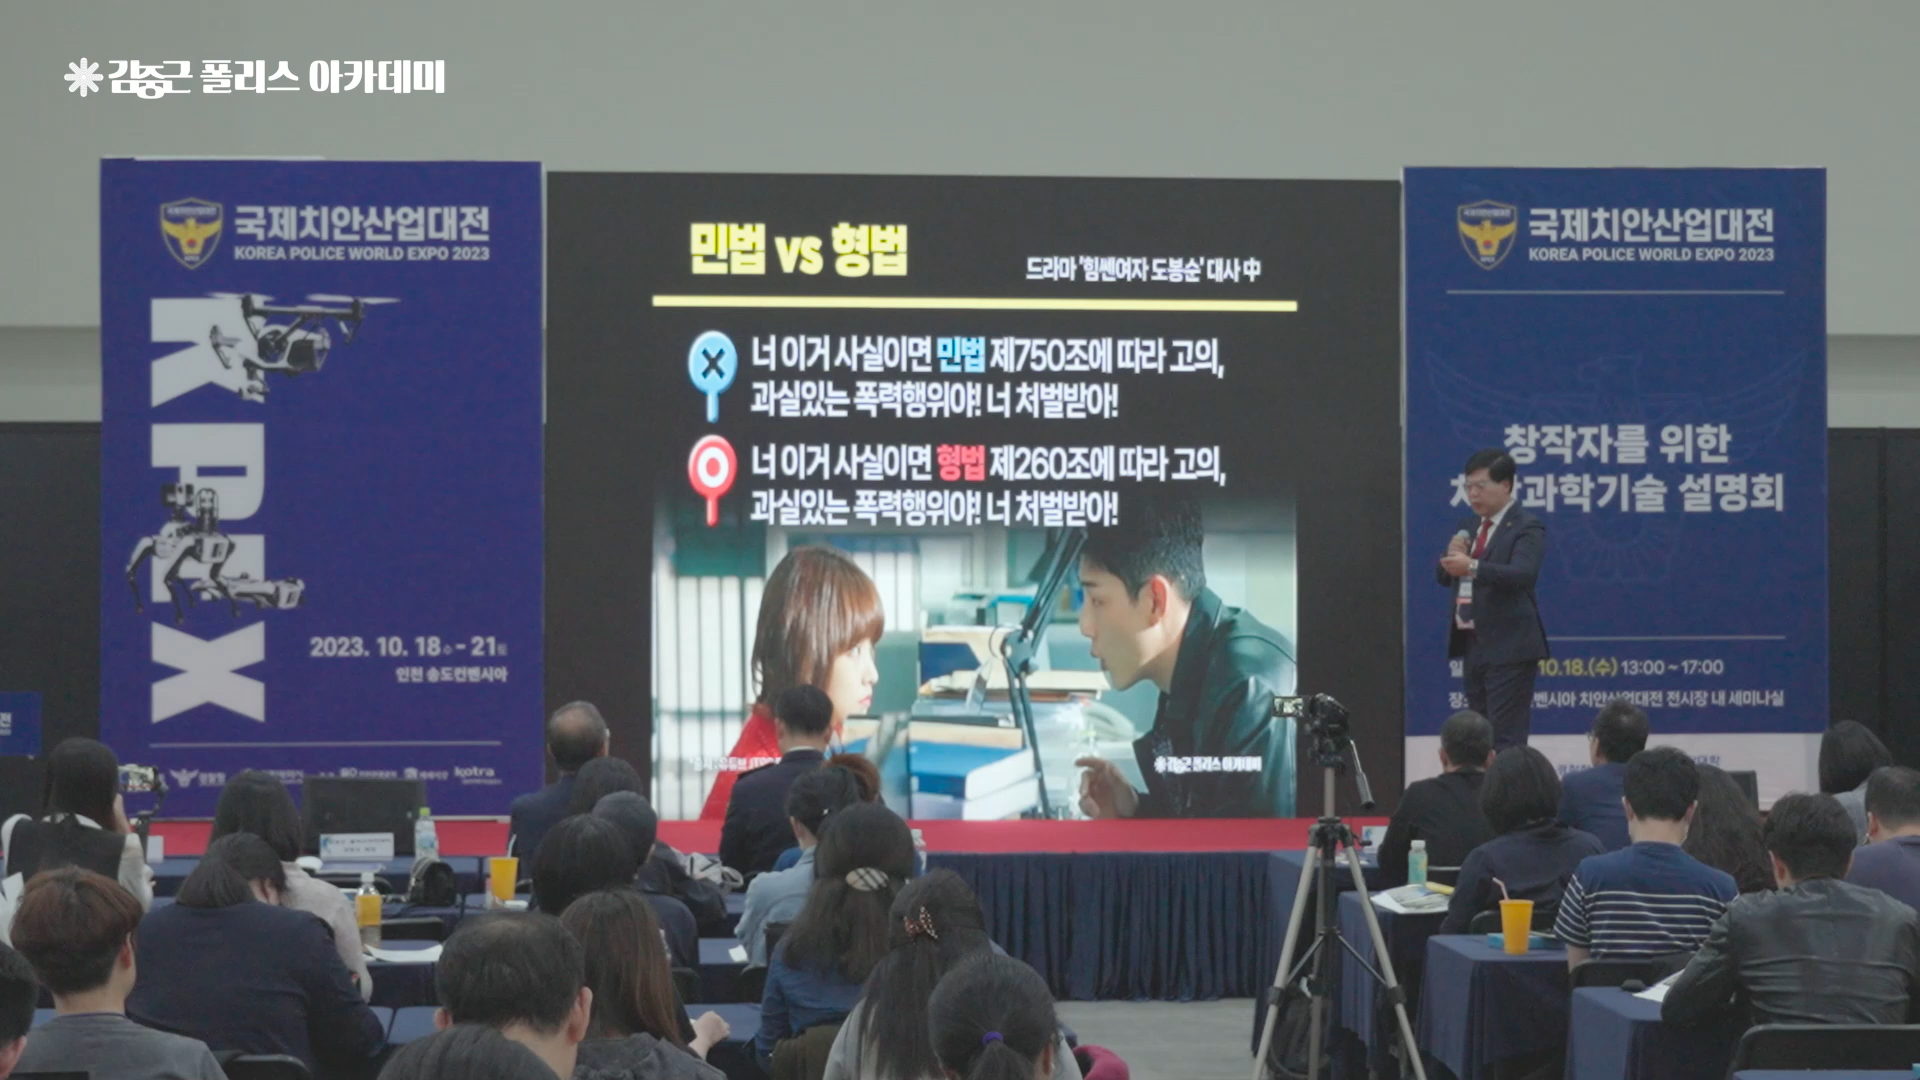 김중근 폴리스 아카데미
국제치안산업대전
KOREA POLICE WORLD EXPO 2023
KPEX
2023. 10. 18 - 21
인천 송도컨벤시아
kotra
민법 vs 형법
드라마 '힘쎈여자 도봉순' 대사 中
너 이거 사실이면 민법 제750조에 따라 고의,
과실있는 폭력행위야! 너 처벌받아!
너 이거 사실이면 형법 제260조에 따라 고의,
과실있는 폭력행위야! 너 처벌받아!
김중근 폴리스 아카데미
국제치안산업대전
KOREA POLICE WORLD EXPO 2023
창작자를 위한
과학기술 설명회
10.18.(수) 13:00 ~ 17:00
벤시아 치안산업대전 전시장 내 세미나실